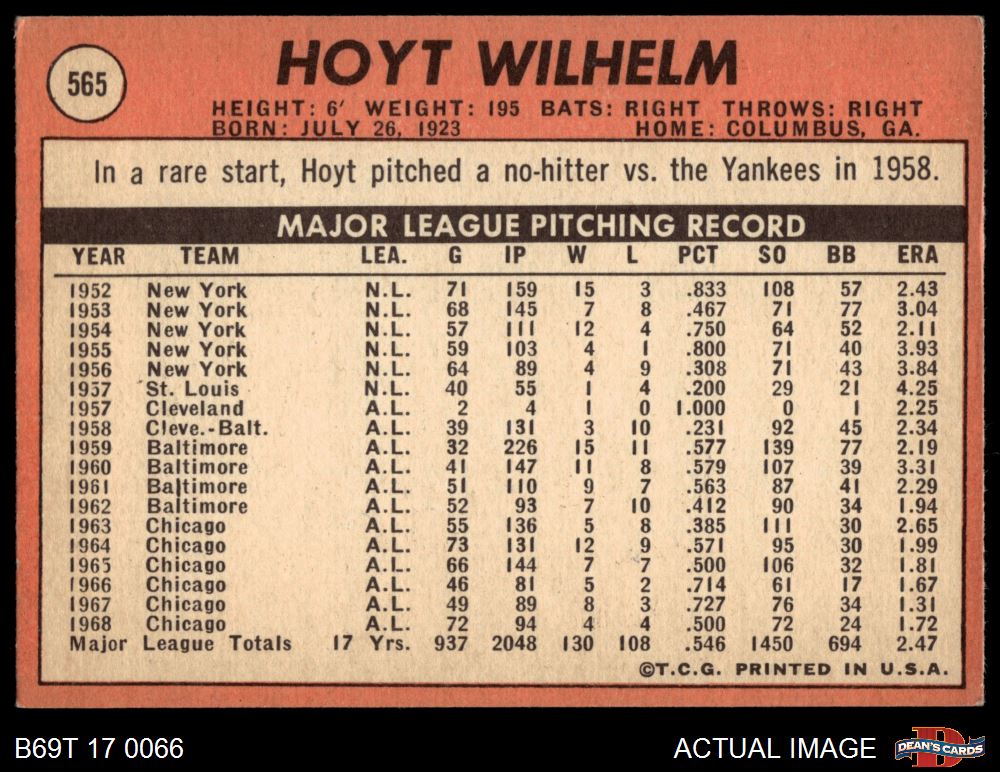 565
HOYT WILHELM
HEIGHT: 6' WEIGHT: 195 BATS: RIGHT THROWS: RIGHT
BORN: JULY 26, 1923 HOME: COLUMBUS, GA.
In a rare start, Hoyt pitched a no-hitter vs. the Yankees in 1958.
MAJOR LEAGUE PITCHING RECORD
YEAR TEAM LEA. G IP W L PCT SO BB ERA
1952 New York N.L. 71 159 15 3 .833 108 57 2.43
1953 New York N.L. 68 145 7 8 .467 71 77 3.04
1954 New York N.L. 57 111 12 4 .750 64 52 2.11
1955 New York N.L. 59 103 4 1 .800 71 40 3.93
1956 New York N.L. 64 89 4 9 .308 71 43 3.84
1957 St. Louis N.L. 40 55 1 4 .200 29 21 4.25
1957 Cleveland A.L. 2 4 1 0 1.000 0 1 2.25
1958 Cleve.-Balt. A.L. 39 131 3 10 .231 92 45 2.34
1959 Baltimore A.L. 32 226 15 11 .577 139 77 2.19
1960 Baltimore A.L. 41 147 11 8 .579 107 39 3.31
1961 Baltimore A.L. 51 110 9 7 .563 87 41 2.29
1962 Baltimore A.L. 52 93 7 10 .412 90 34 1.94
1963 Chicago A.L. 55 136 5 8 .385 111 30 2.65
1964 Chicago A.L. 73 131 12 9 .571 95 30 1.99
1965 Chicago A.L. 66 144 7 7 .500 106 32 1.81
1966 Chicago A.L. 46 81 5 2 .714 61 17 1.67
1967 Chicago A.L. 49 89 8 3 .727 76 34 1.31
1968 Chicago A.L. 72 94 4 4 .500 72 24 1.72
Major League Totals 17 Yrs. 937 2048 130 108 .546 1450 694 2.47
©T.C.G. PRINTED IN U.S.A.
B69T 17 0066 ACTUAL IMAGE DEAN'S CARDS